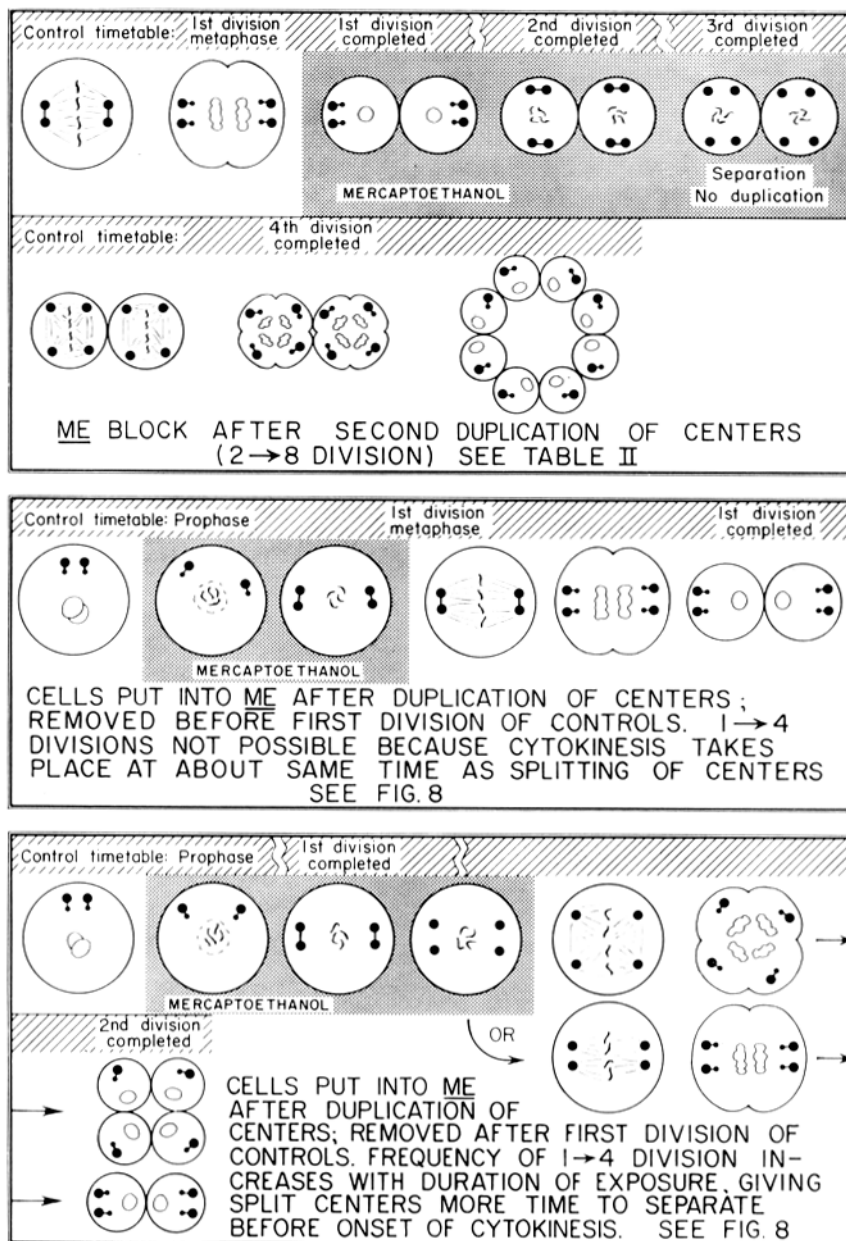 Control timetable: 1st division metaphase 1st division completed 2nd division completed 3rd division completed
MERCAPTOETHANOL
Separation
No duplication
Control timetable: 4th division completed
ME BLOCK AFTER SECOND DUPLICATION OF CENTERS
(2→8 DIVISION) SEE TABLE II
Control timetable: Prophase 1st division metaphase 1st division completed
MERCAPTOETHANOL
CELLS PUT INTO ME AFTER DUPLICATION OF CENTERS;
REMOVED BEFORE FIRST DIVISION OF CONTROLS. 1→4
DIVISIONS NOT POSSIBLE BECAUSE CYTOKINESIS TAKES
PLACE AT ABOUT SAME TIME AS SPLITTING OF CENTERS
SEE FIG. 8
Control timetable: Prophase 1st division completed
MERCAPTOETHANOL
OR
2nd division
completed
CELLS PUT INTO ME
AFTER DUPLICATION OF
CENTERS; REMOVED AFTER FIRST DIVISION OF
CONTROLS. FREQUENCY OF 1→4 DIVISION IN-
CREASES WITH DURATION OF EXPOSURE, GIVING
SPLIT CENTERS MORE TIME TO SEPARATE
BEFORE ONSET OF CYTOKINESIS. SEE FIG. 8